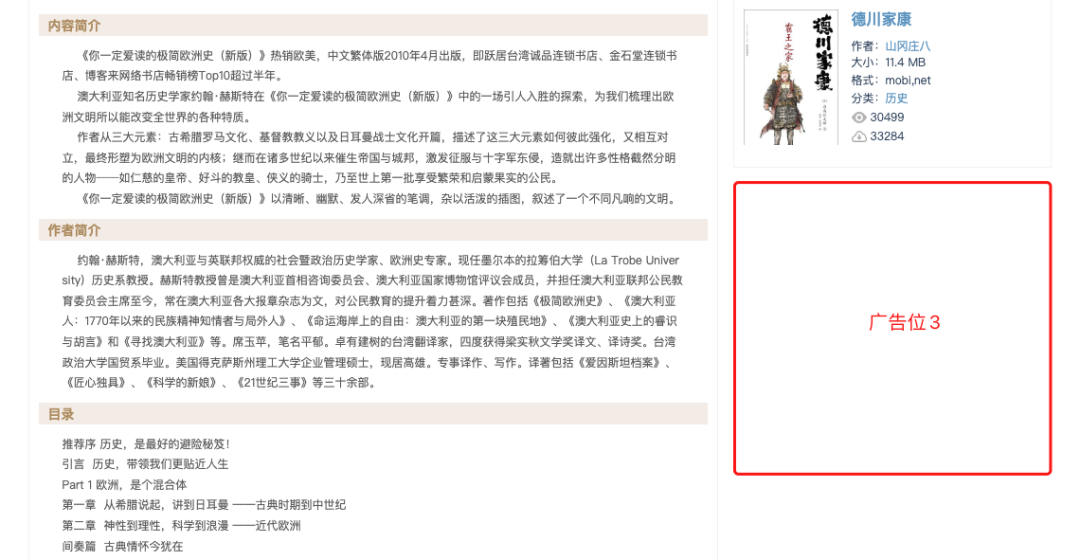 内容简介
《你一定爱读的极简欧洲史（新版）》热销欧美，中文繁体版2010年4月出版，即跃居台湾诚品连锁书店、金石堂连锁书
店、博客来网络书店畅销榜Top10超过半年。
澳大利亚知名历史学家约翰·赫斯特在《你一定爱读的极简欧洲史（新版）》中的一场引人入胜的探索，为我们梳理出欧
洲文明所以能改变全世界的各种特质。
作者从三大元素：古希腊罗马文化、基督教教义以及日耳曼战士文化开篇，描述了这三大元素如何彼此强化，又相互对
立，最终形塑为欧洲文明的内核；继而在诸多世纪以来催生帝国与城邦，激发征服与十字军东侵，造就出许多性格截然分明
的人物——如仁慈的皇帝、好斗的教皇、侠义的骑士，乃至世上第一批享受繁荣和启蒙果实的公民。
《你一定爱读的极简欧洲史（新版）》以清晰、幽默、发人深省的笔调，杂以活泼的插图，叙述了一个不同凡响的文明。
作者简介
约翰·赫斯特，澳大利亚与英联邦权威的社会暨政治历史学家、欧洲史专家。现任墨尔本的拉筹伯大学（La Trobe Univer
sity）历史系教授。赫斯特教授曾是澳大利亚首相咨询委员会、澳大利亚国家博物馆评议会成员，并担任澳大利亚联邦公民教
育委员会主席至今，常在澳大利亚各大报章杂志为文，对公民教育的提升着力甚深。著作包括《极简欧洲史》、《澳大利亚
人：1770年以来的民族精神知情者与局外人》、《命运海岸上的自由：澳大利亚的第一块殖民地》、《澳大利亚史上的睿识
与胡言》和《寻找澳大利亚》等。席玉苹，笔名平郁。卓有建树的台湾翻译家，四度获得梁实秋文学奖译文、译诗奖。台湾
政治大学国贸系毕业。美国得克萨斯州理工大学企业管理硕士，现居高雄。专事译作、写作。译著包括《爱因斯坦档案》、
《匠心独具》、《科学的新娘》、《21世纪三事》等三十余部。
目录
推荐序 历史，是最好的避险秘笈！
引言 历史，带领我们更贴近人生
Part 1 欧洲，是个混合体
第一章 从希腊说起，讲到日耳曼 ——古典时期到中世纪
第二章 神性到理性，科学到浪漫 ——近代欧洲
间奏篇 古典情怀今犹在
德川家康
霸王之家
德川家康
作者：山冈庄八
大小：11.4 MB
格式：mobi,net
分类：历史
30499
33284
广告位3